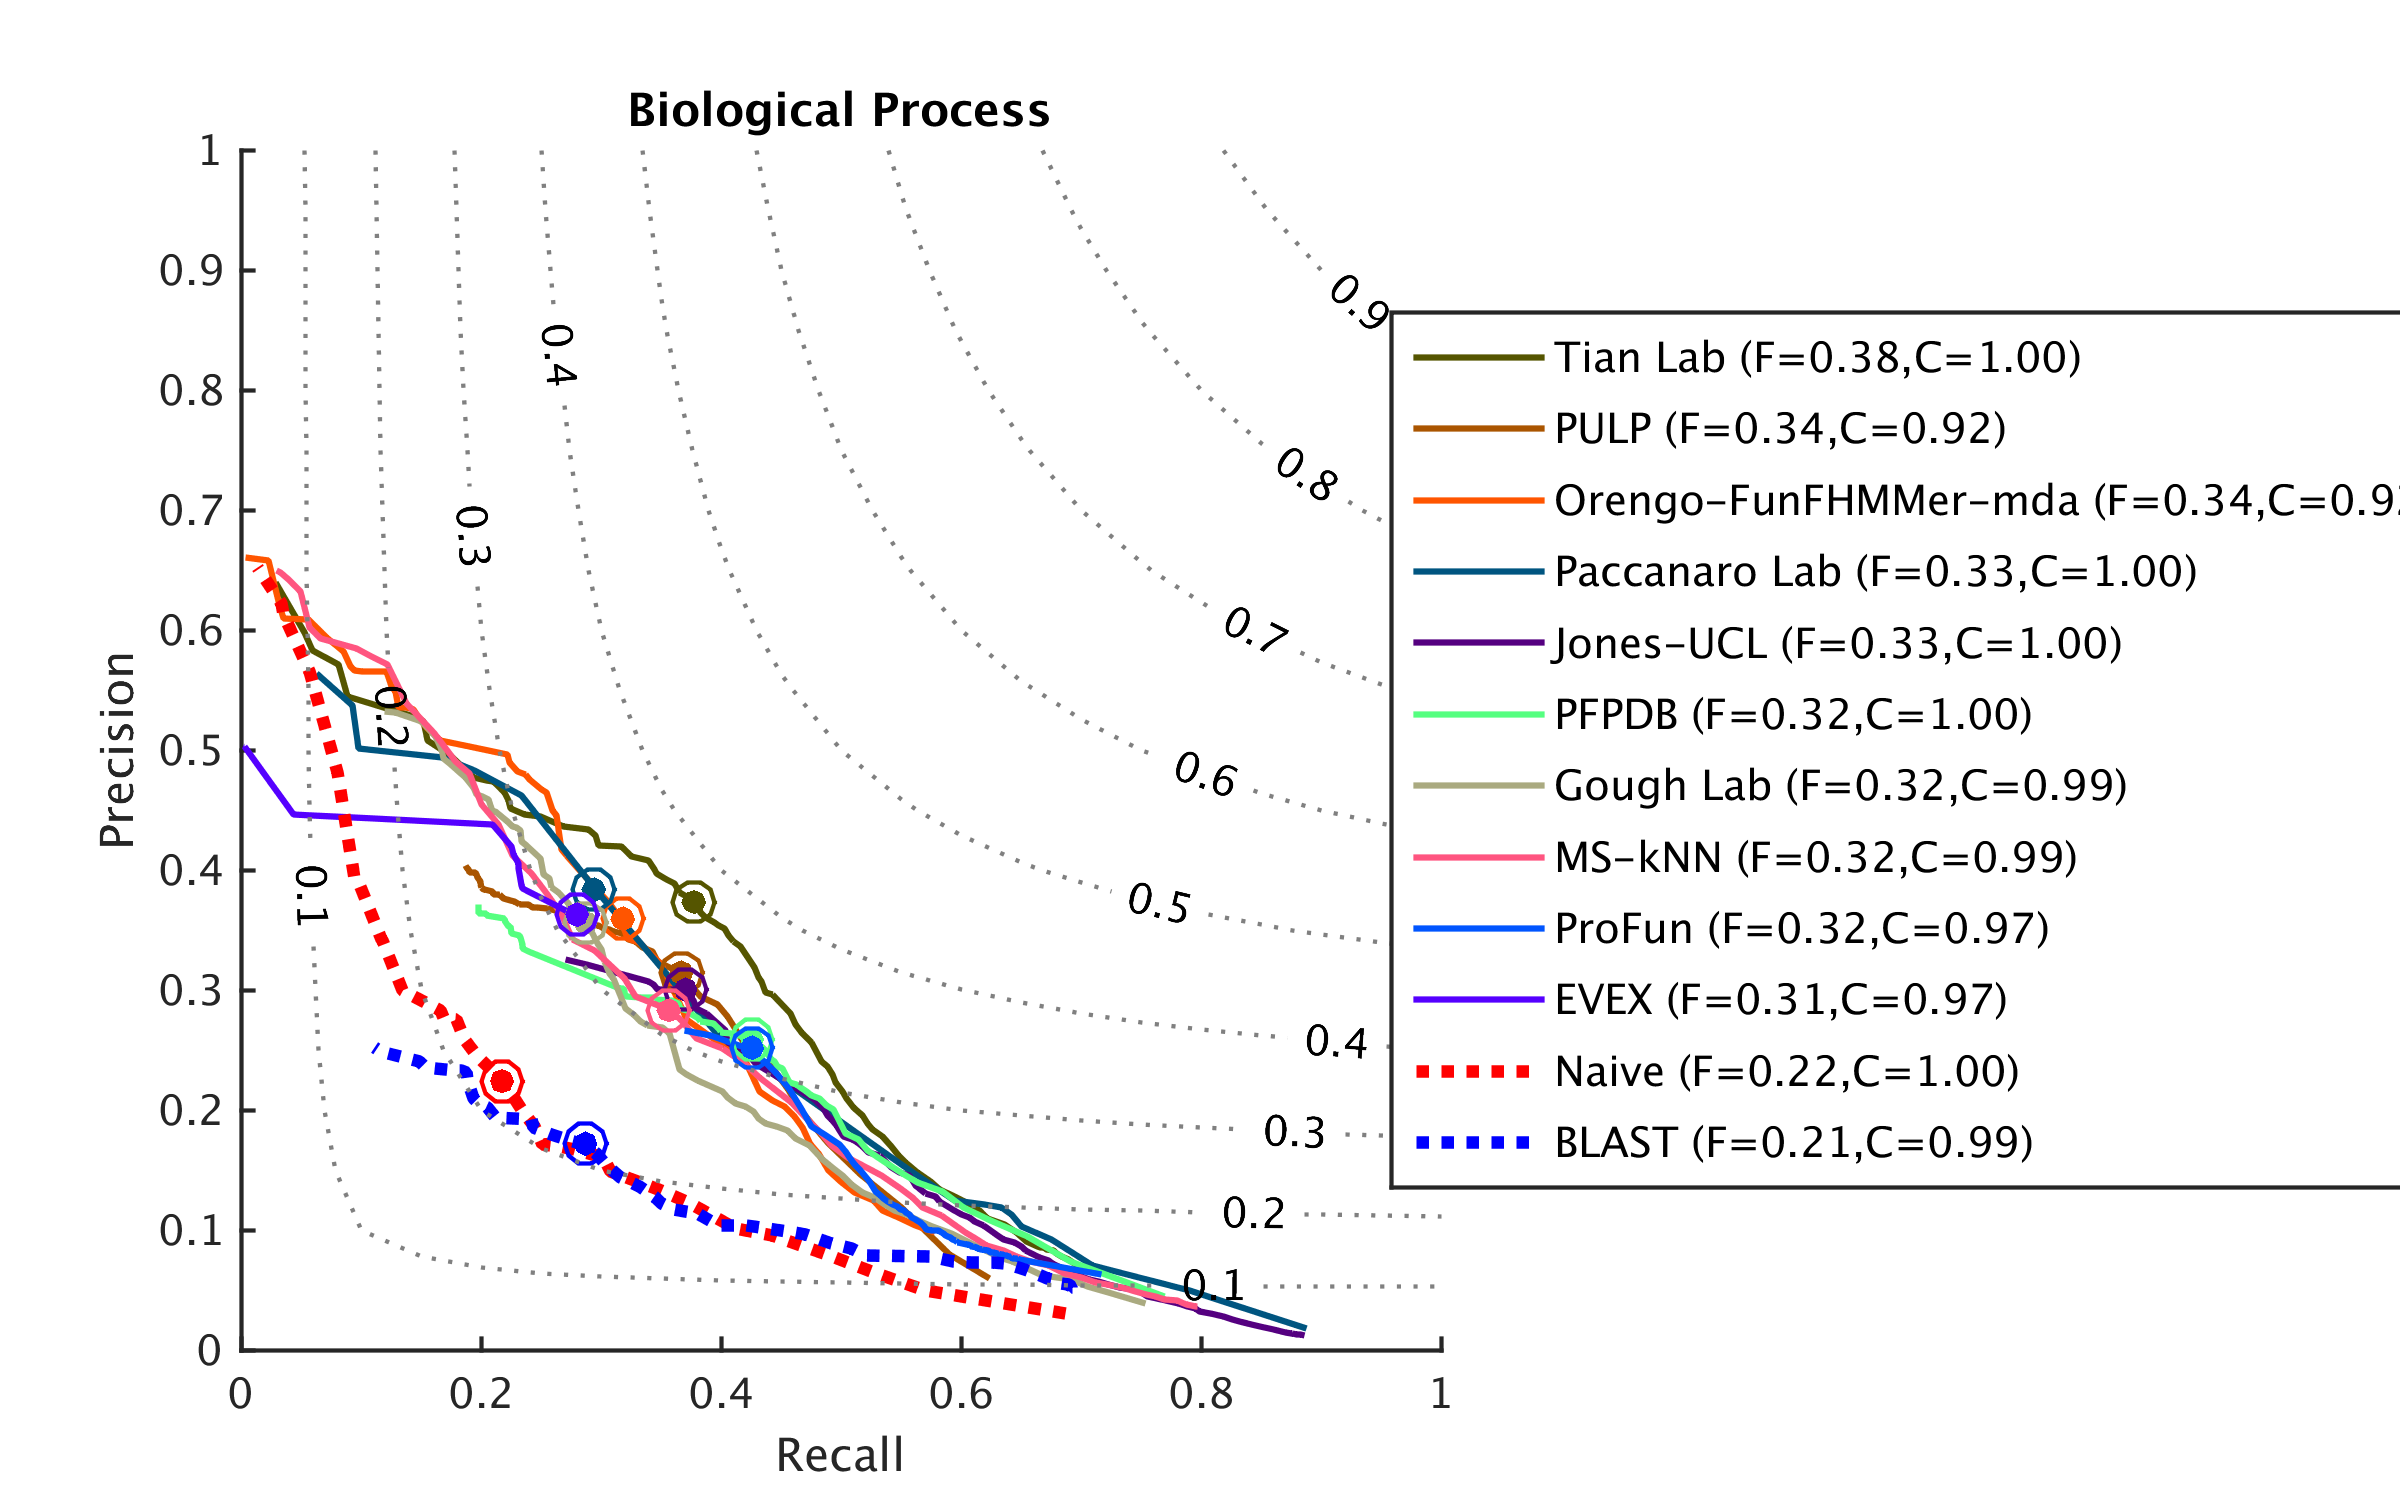 Biological Process
Precision
1
0.9
0.8
0.7
0.6
0.5
0.4
0.3
0.2
0.1
0
0
0.2
0.4
0.6
0.8
1
Recall
0.1
0.2
0.3
0.4
0.9
0.8
0.7
0.6
0.5
0.4
0.3
0.2
0.1
Tian Lab (F=0.38,C=1.00)
PULP (F=0.34,C=0.92)
Orengo-FunFHMMer-mda (F=0.34,C=0.92
Paccanaro Lab (F=0.33,C=1.00)
Jones-UCL (F=0.33,C=1.00)
PFPDB (F=0.32,C=1.00)
Gough Lab (F=0.32,C=0.99)
MS-kNN (F=0.32,C=0.99)
ProFun (F=0.32,C=0.97)
EVEX (F=0.31,C=0.97)
Naive (F=0.22,C=1.00)
BLAST (F=0.21,C=0.99)